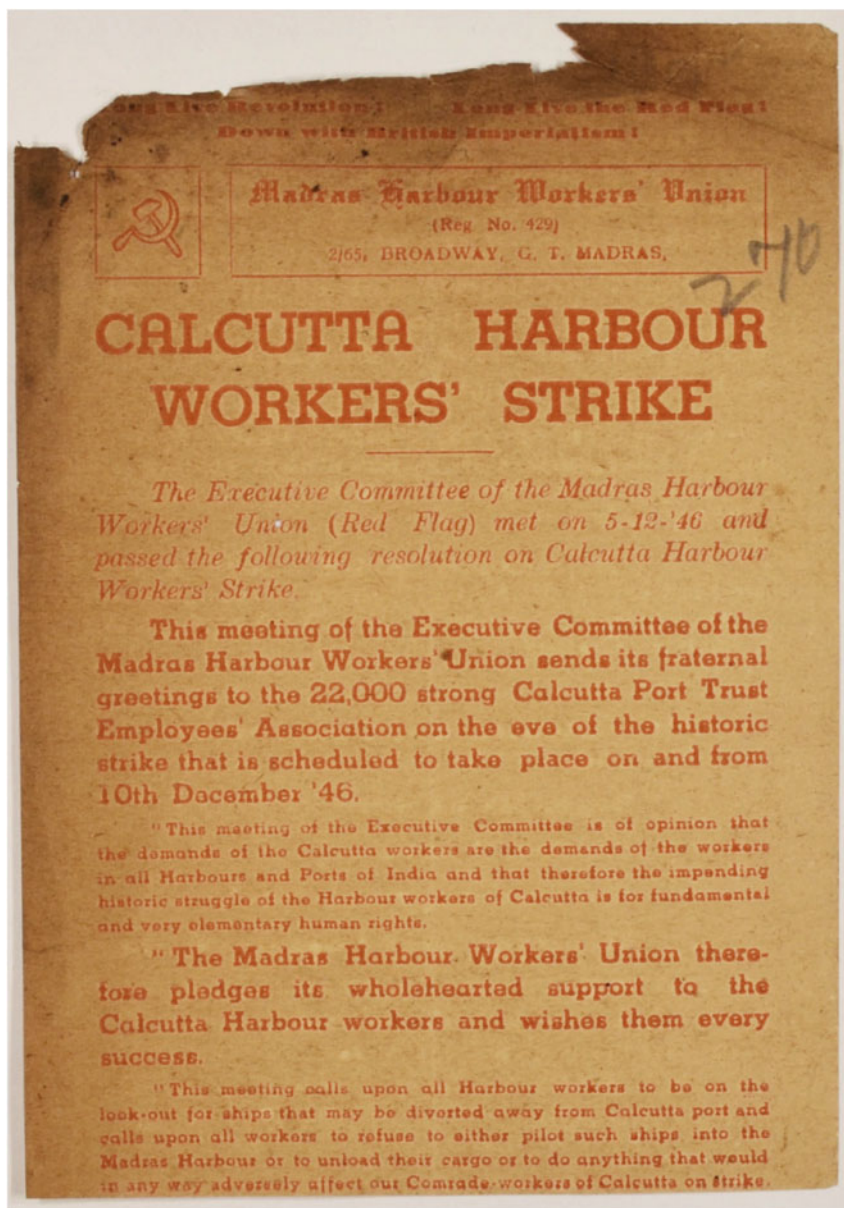 Long Live Revolution! Long Live the Red Flag!
Down with British Imperialism!
Madras Harbour Workers' Union
(Reg. No. 429)
2/65, BROADWAY, G. T. MADRAS,
270
CALCUTTA HARBOUR
WORKERS' STRIKE
The Executive Committee of the Madras Harbour
Workers' Union (Red Flag) met on 5-12-'46 and
passed the following resolution on Calcutta Harbour
Workers' Strike.
This meeting of the Executive Committee of the
Madras Harbour Workers' Union sends its fraternal
greetings to the 22,000 strong Calcutta Port Trust
Employees' Association on the eve of the historic
strike that is scheduled to take place on and from
10th December '46.
"This meeting of the Executive Committee is of opinion that
the demands of the Calcutta workers are the demands of the workers
in all Harbours and Ports of India and that therefore the impending
historic struggle of the Harbour workers of Calcutta is for fundamental
and very elementary human rights.
"The Madras Harbour Workers' Union there-
fore pledges its wholehearted support to the
Calcutta Harbour workers and wishes them every
success.
"This meeting calls upon all Harbour workers to be on the
look-out for ships that may be diverted away from Calcutta port and
calls upon all workers to refuse to either pilot such ships into the
Madras Harbour or to unload their cargo or to do anything that would
in any way adversely affect our Comrade-workers of Calcutta on Strike.